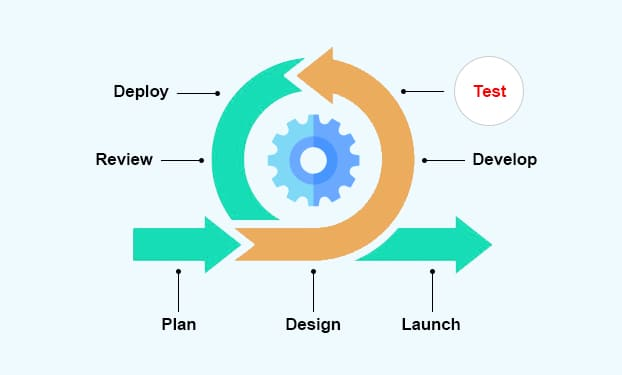 Deploy
Test
Review
Develop
Plan
Design
Launch